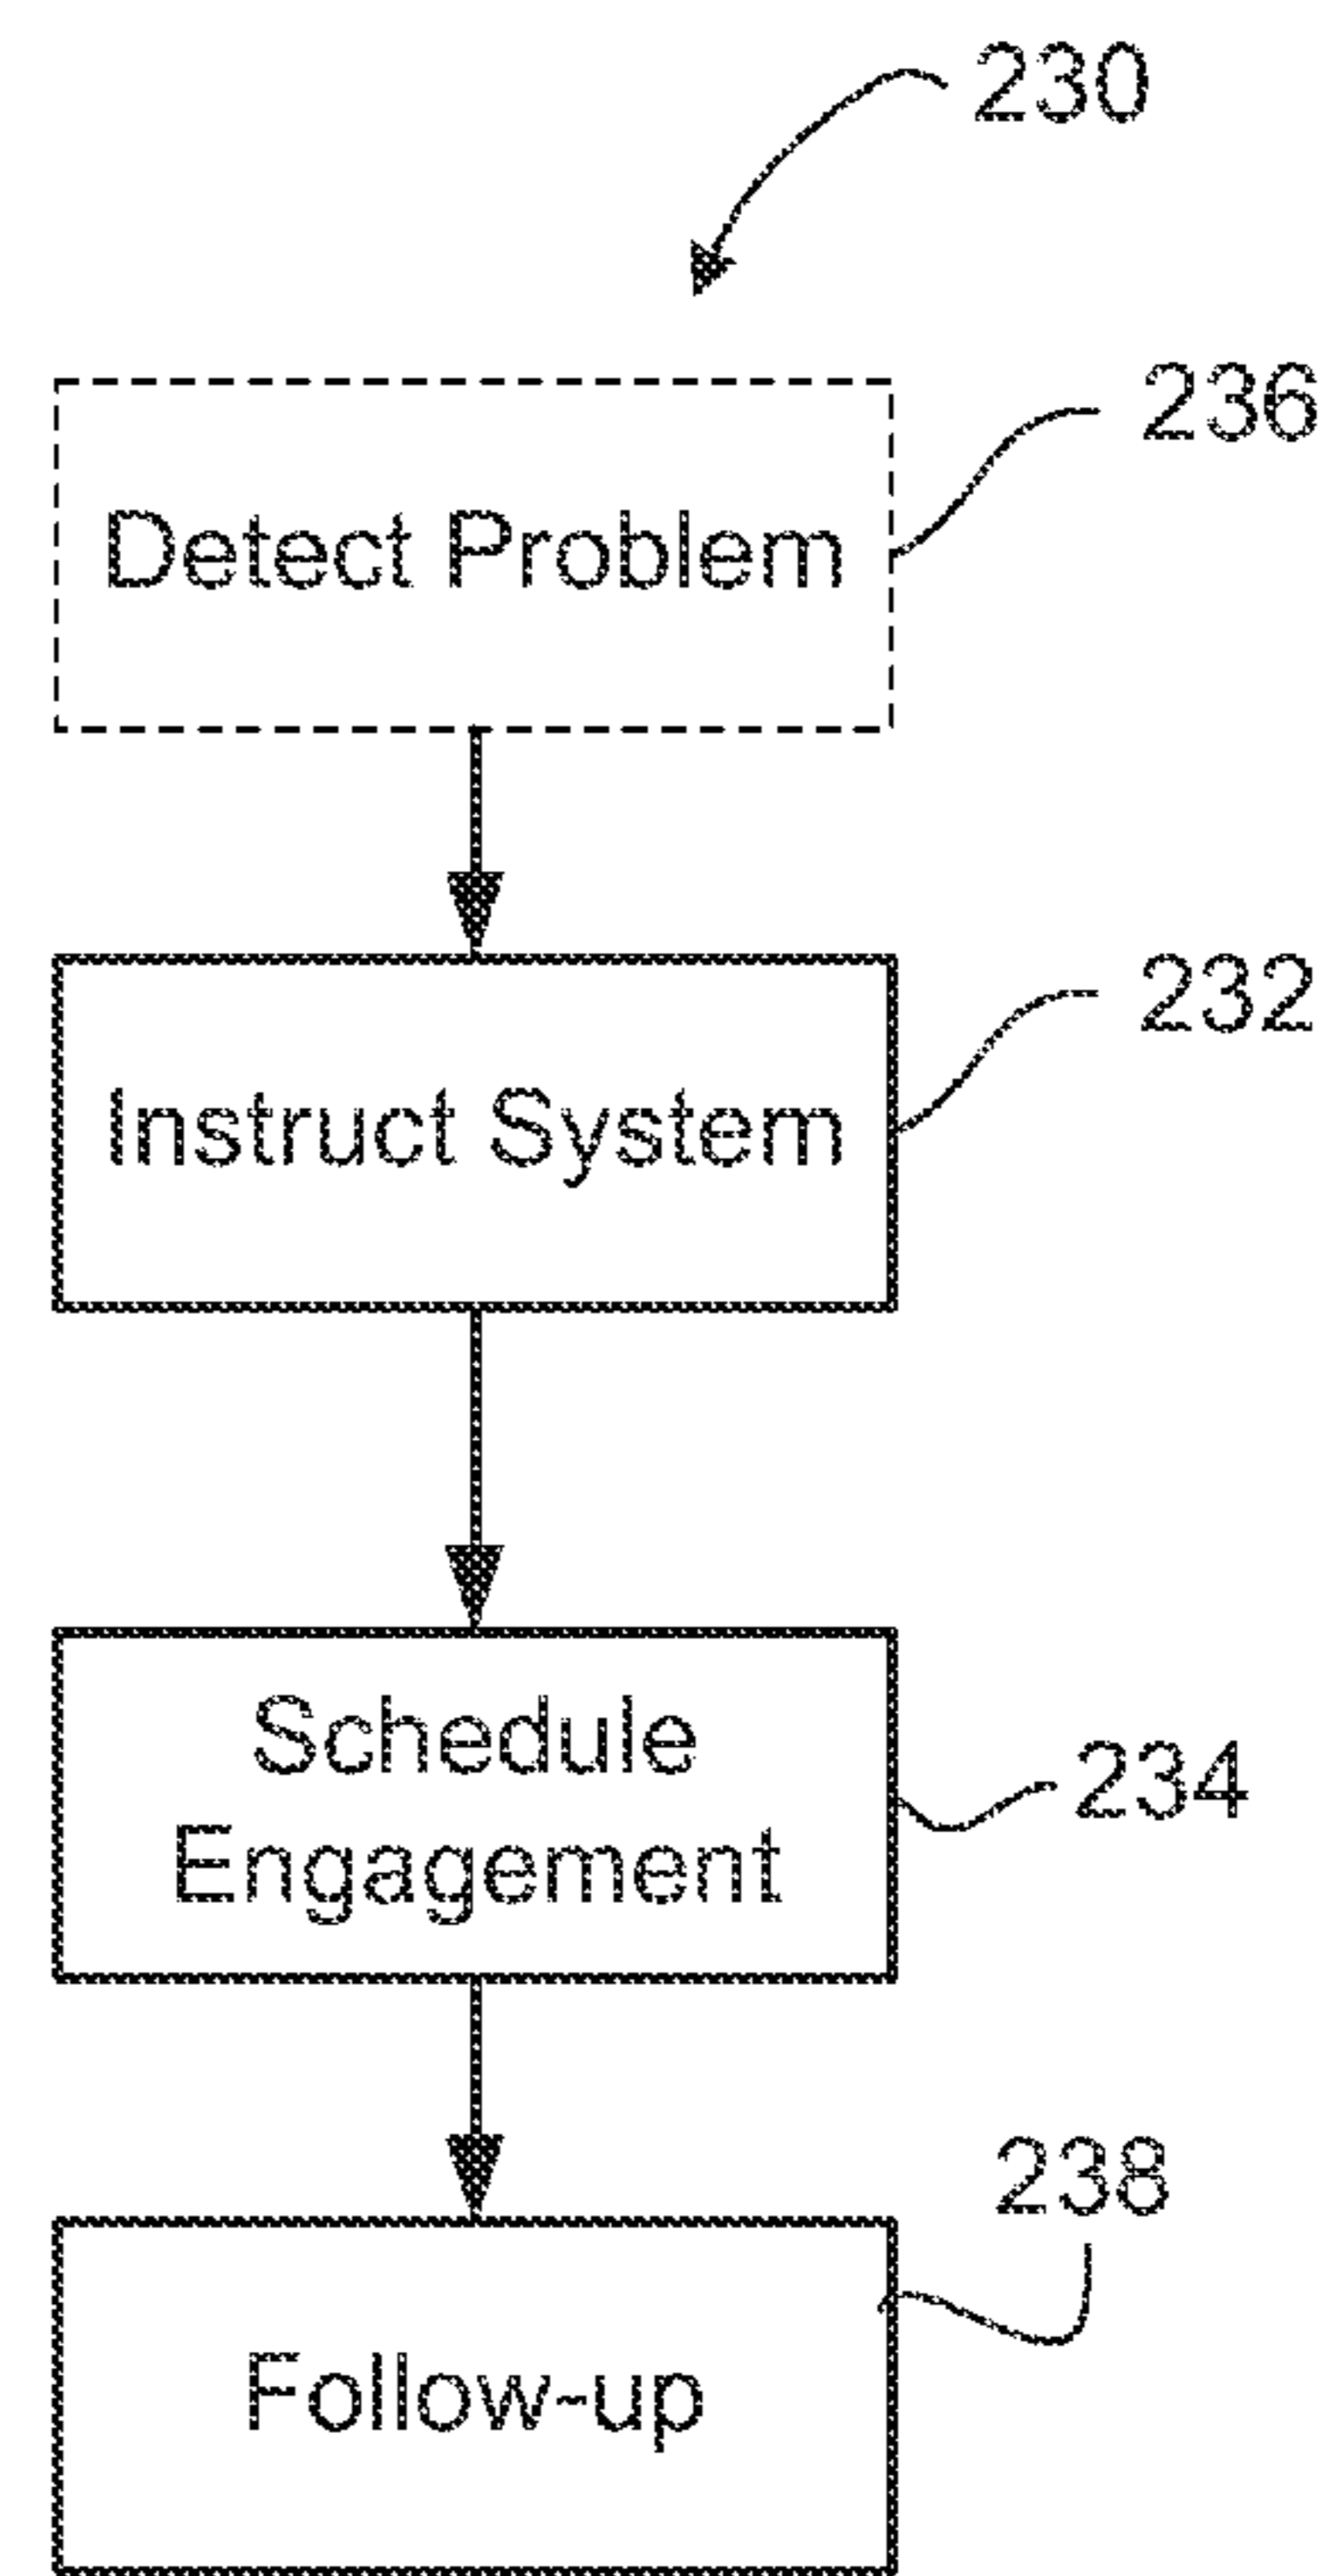 230
236
Detect Problem
232
Instruct System
Schedule
Engagement
234
238
Follow-up